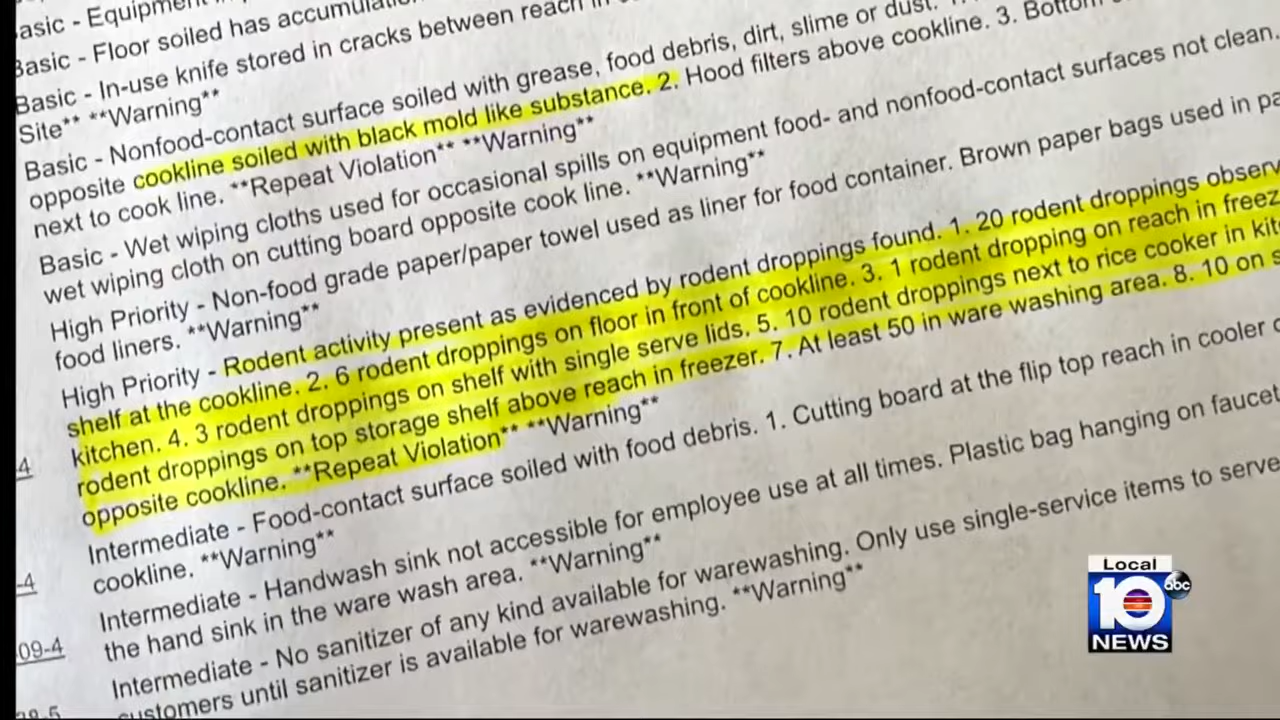 Basic - Equipment
Basic - Floor soiled has accumulation
Basic - In-use knife stored in cracks between reach in
Site** **Warning**
Basic - Nonfood-contact surface soiled with grease, food debris, dirt, slime or dust.
opposite cookline soiled with black mold like substance. 2. Hood filters above cookline. 3. Bottom
next to cook line. **Repeat Violation** **Warning**
Basic - Wet wiping cloths used for occasional spills on equipment food- and nonfood-contact surfaces not clean.
wet wiping cloth on cutting board opposite cook line. **Warning**
High Priority - Non-food grade paper/paper towel used as liner for food container. Brown paper bags used in
food liners. **Warning**
High Priority - Rodent activity present as evidenced by rodent droppings found. 1. 20 rodent droppings
shelf at the cookline. 2. 6 rodent droppings on floor in front of cookline. 3. 1 rodent dropping on reach in
kitchen. 4. 3 rodent droppings on shelf with single serve lids. 5. 10 rodent droppings next to rice cooker in
rodent droppings on top storage shelf above reach in freezer. 7. At least 50 in ware washing area. 8. 10 on
opposite cookline. **Repeat Violation** **Warning**
-4
Intermediate - Food-contact surface soiled with food debris. 1. Cutting board at the flip top reach in cooler
cookline. **Warning**
-4
Intermediate - Handwash sink not accessible for employee use at all times. Plastic bag hanging on faucet
the hand sink in the ware wash area. **Warning**
09-4
Intermediate - No sanitizer of any kind available for warewashing. Only use single-service items to serve
customers until sanitizer is available for warewashing. **Warning**
Local
10
abc
NEWS